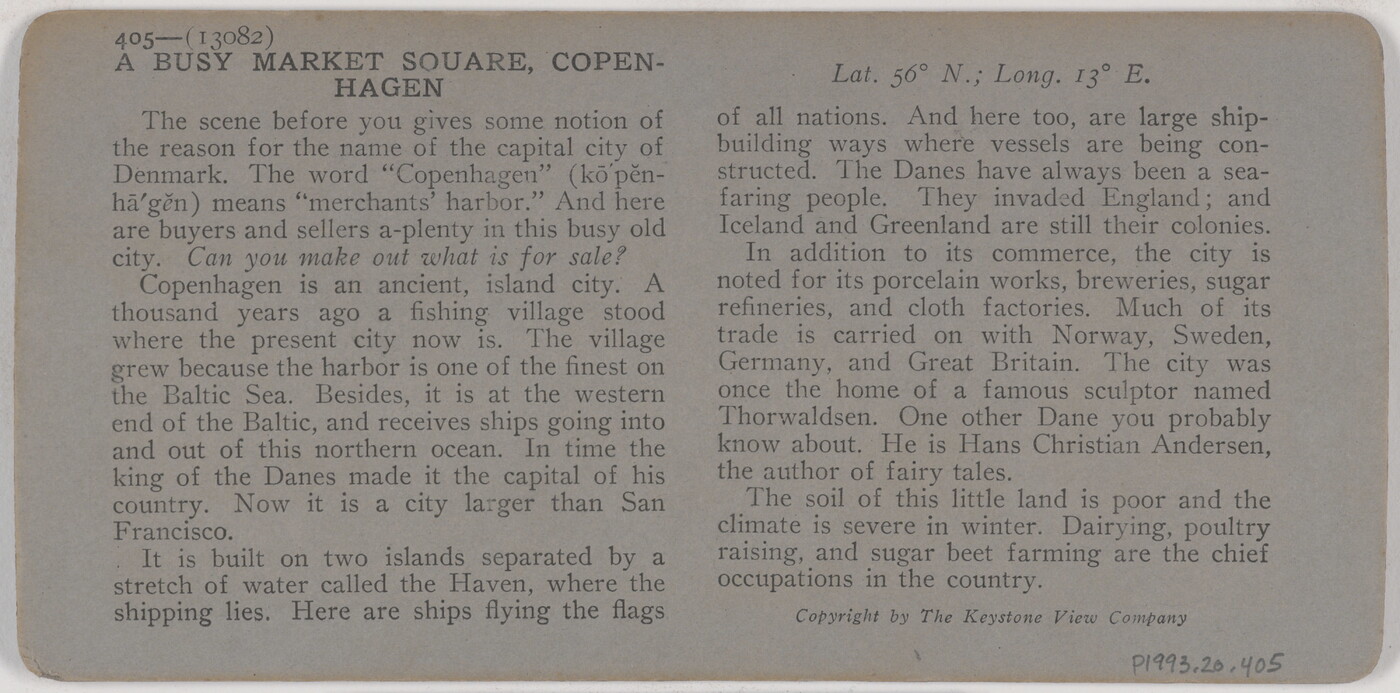 405—(13082)
A BUSY MARKET SQUARE, COPEN-
HAGEN
The scene before you gives some notion of
the reason for the name of the capital city of
Denmark. The word "Copenhagen" (kō′pĕn-
hā′gĕn) means "merchants' harbor." And here
are buyers and sellers a-plenty in this busy old
city. Can you make out what is for sale?
Copenhagen is an ancient, island city. A
thousand years ago a fishing village stood
where the present city now is. The village
grew because the harbor is one of the finest on
the Baltic Sea. Besides, it is at the western
end of the Baltic, and receives ships going into
and out of this northern ocean. In time the
king of the Danes made it the capital of his
country. Now it is a city larger than San
Francisco.
It is built on two islands separated by a
stretch of water called the Haven, where the
shipping lies. Here are ships flying the flags
Lat. 56° N.; Long. 13° E.
of all nations. And here too, are large ship-
building ways where vessels are being con-
structed. The Danes have always been a sea-
faring people. They invaded England; and
Iceland and Greenland are still their colonies.
In addition to its commerce, the city is
noted for its porcelain works, breweries, sugar
refineries, and cloth factories. Much of its
trade is carried on with Norway, Sweden,
Germany, and Great Britain. The city was
once the home of a famous sculptor named
Thorwaldsen. One other Dane you probably
know about. He is Hans Christian Andersen,
the author of fairy tales.
The soil of this little land is poor and the
climate is severe in winter. Dairying, poultry
raising, and sugar beet farming are the chief
occupations in the country.
Copyright by The Keystone View Company
P1993.20.405